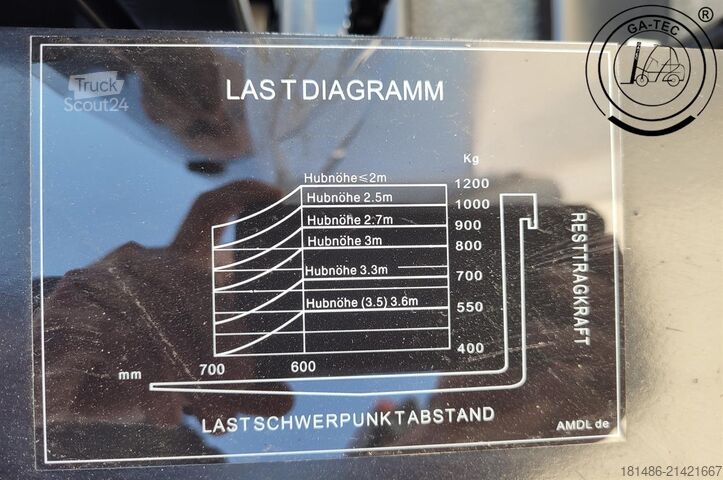 GA-TEC
®
Truck
Scout24
LASTDIAGRAMM
Kg
Hubnöhe ≤ 2m
1200
Hubnöhe 2.5m
1000
Hubnöhe 2.7m
900
Hubnöhe 3m
800
Hubnöhe 3.3m
700
Hubnöhe (3.5) 3.6m
550
400
RESTTRAGKRAFT
mm
700
600
LASTSCHWERPUNKTABSTAND
AMDL de
181486-21421667